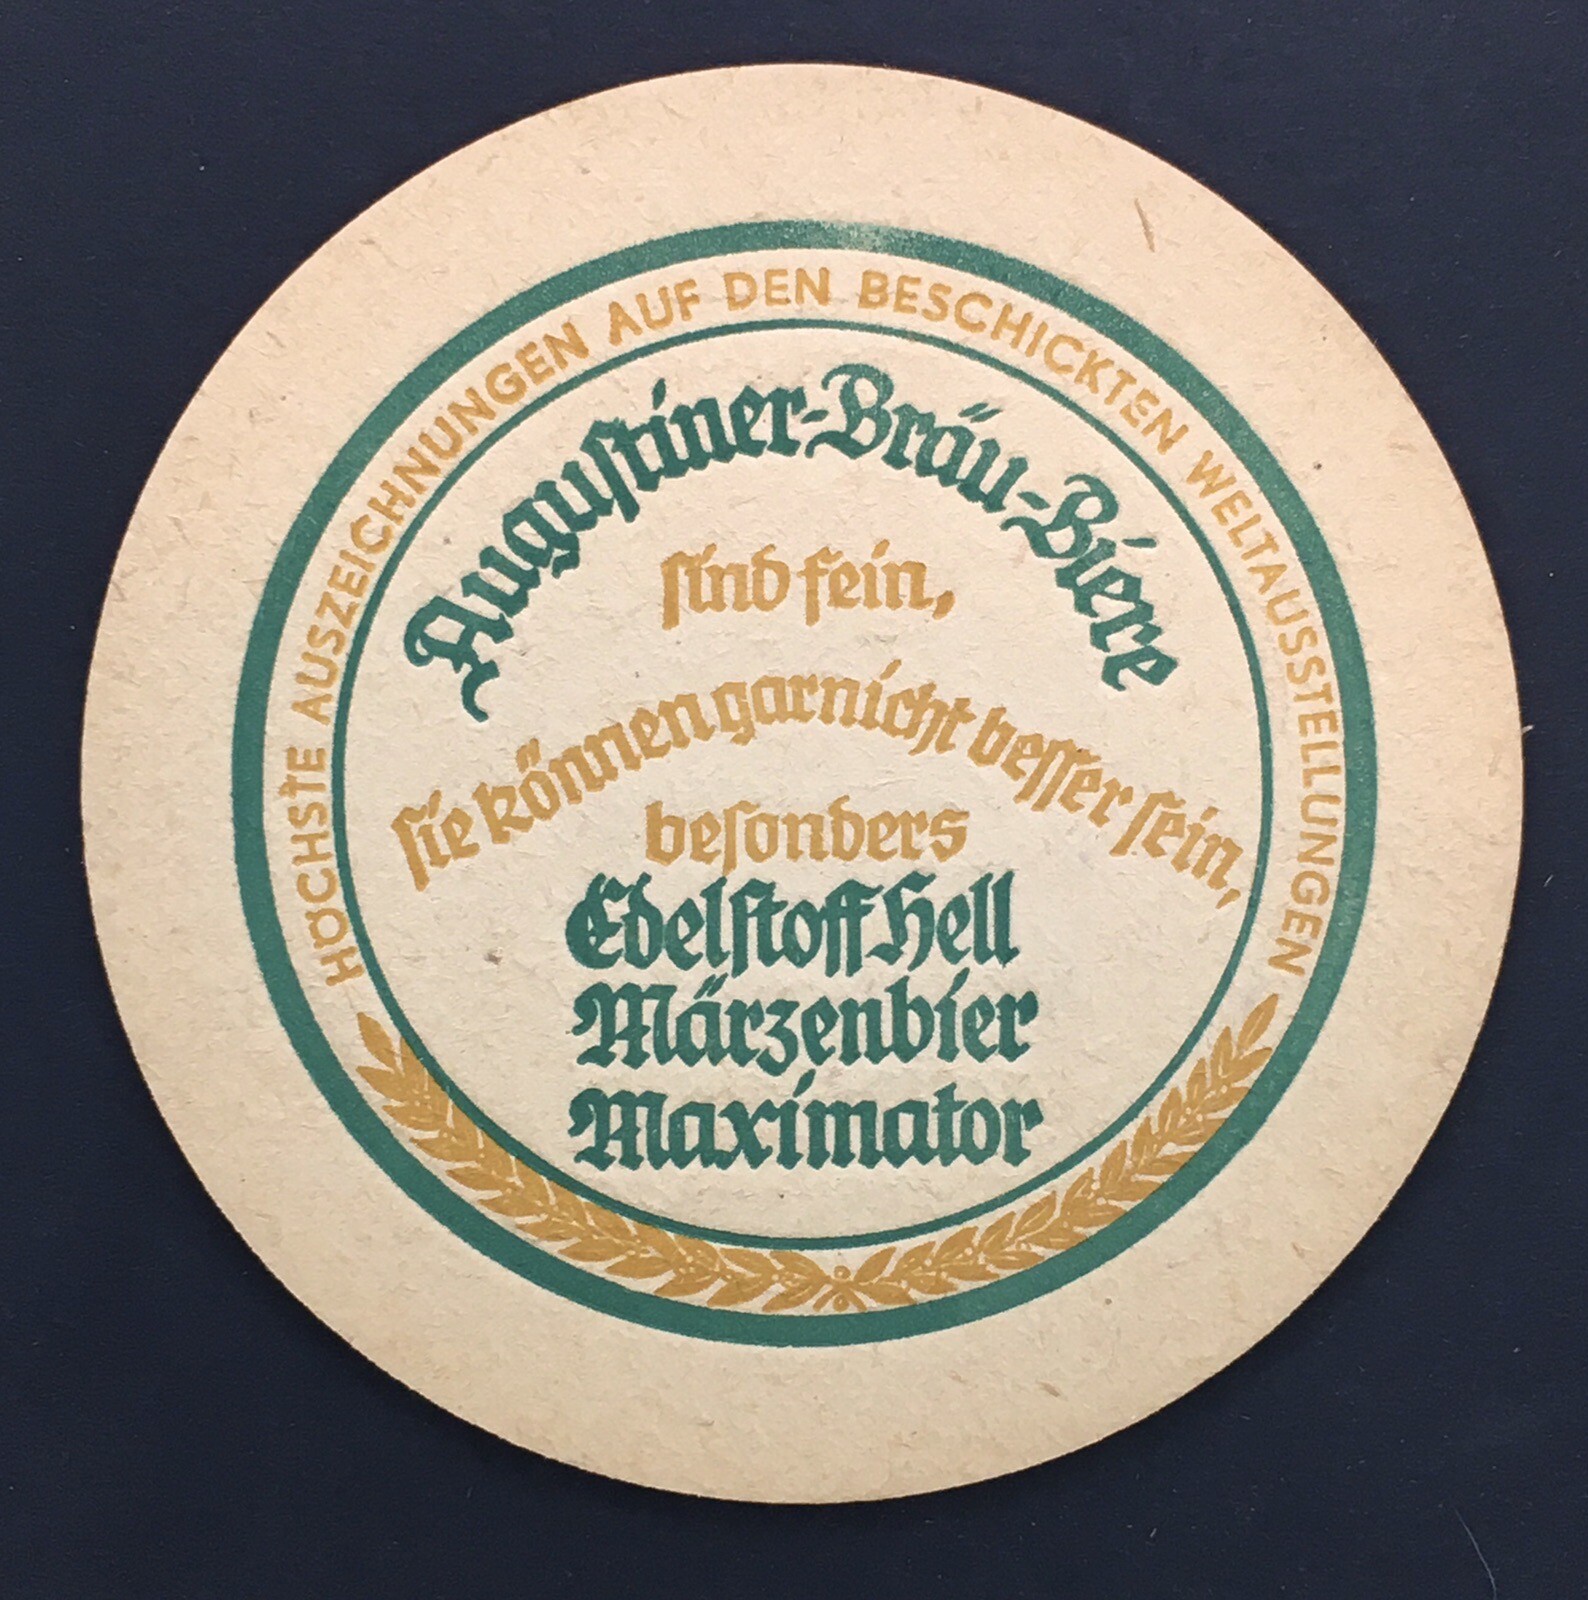 HÖCHSTE AUSZEICHNUNGEN AUF DEN BESCHICKTEN WELTAUSSTELLUNGEN
Auguſtiner-Bräu-Biere
ſind fein,
ſie können garnicht beſſer ſein,
beſonders
Edelſtoff Hell
Märzenbier
Maximator